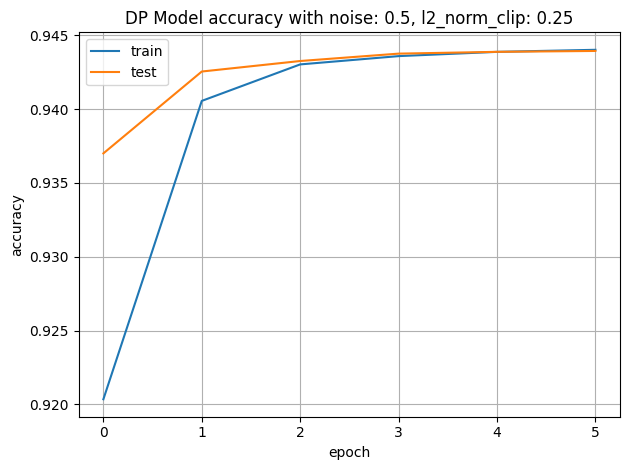 DP Model accuracy with noise: 0.5, l2_norm_clip: 0.25
train
test
0.945
0.940
0.935
0.930
0.925
0.920
accuracy
0 1 2 3 4 5
epoch